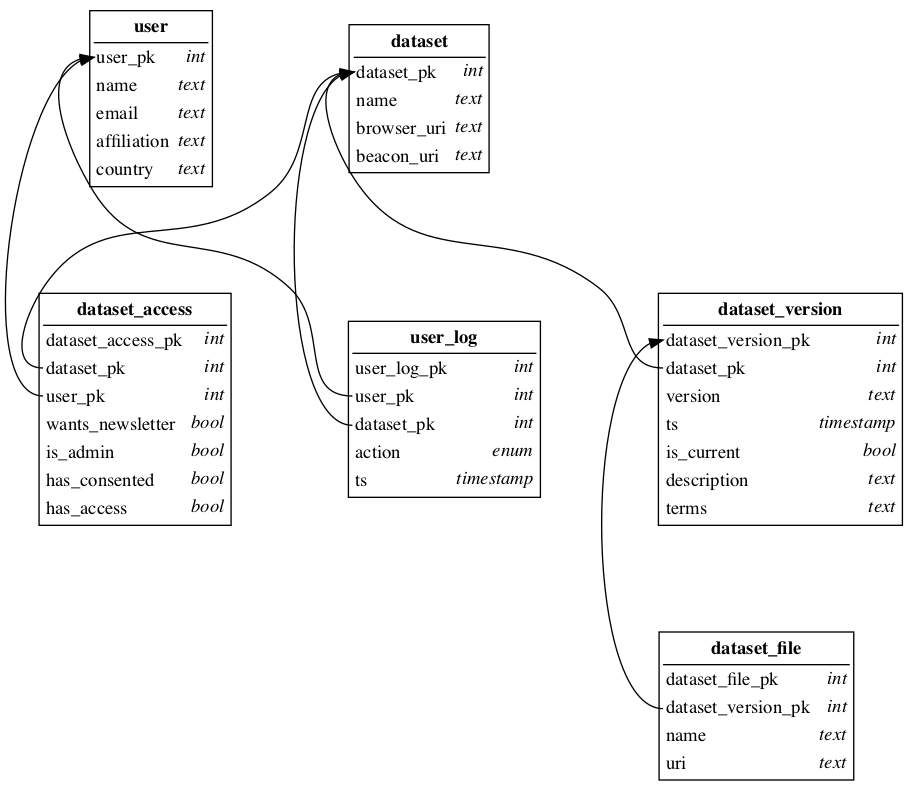 user
user_pk int
name text
email text
affiliation text
country text
dataset
dataset_pk int
name text
browser_uri text
beacon_uri text
dataset_access
dataset_access_pk int
dataset_pk int
user_pk int
wants_newsletter bool
is_admin bool
has_consented bool
has_access bool
user_log
user_log_pk int
user_pk int
dataset_pk int
action enum
ts timestamp
dataset_version
dataset_version_pk int
dataset_pk int
version text
ts timestamp
is_current bool
description text
terms text
dataset_file
dataset_file_pk int
dataset_version_pk int
name text
uri text